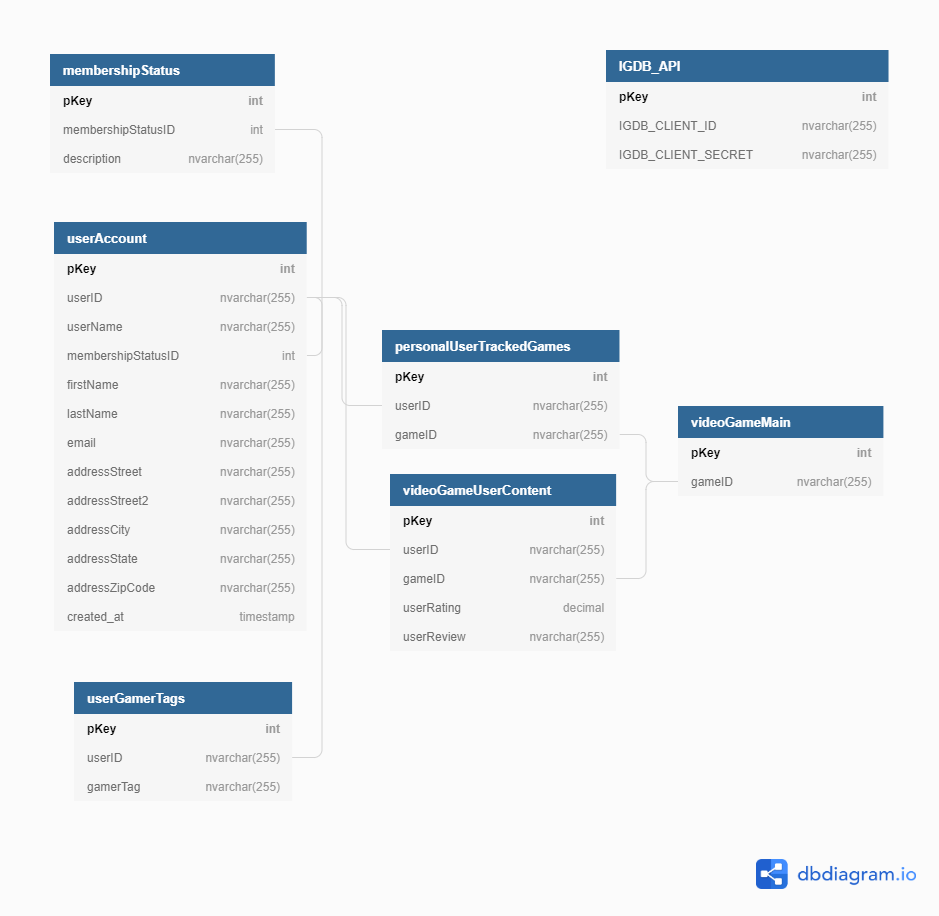 membershipStatus
pKey int
membershipStatusID int
description nvarchar(255)
IGDB_API
pKey int
IGDB_CLIENT_ID nvarchar(255)
IGDB_CLIENT_SECRET nvarchar(255)
userAccount
pKey int
userID nvarchar(255)
userName nvarchar(255)
membershipStatusID int
firstName nvarchar(255)
lastName nvarchar(255)
email nvarchar(255)
addressStreet nvarchar(255)
addressStreet2 nvarchar(255)
addressCity nvarchar(255)
addressState nvarchar(255)
addressZipCode nvarchar(255)
created_at timestamp
personalUserTrackedGames
pKey int
userID nvarchar(255)
gameID nvarchar(255)
videoGameMain
pKey int
gameID nvarchar(255)
videoGameUserContent
pKey int
userID nvarchar(255)
gameID nvarchar(255)
userRating decimal
userReview nvarchar(255)
userGamerTags
pKey int
userID nvarchar(255)
gamerTag nvarchar(255)
dbdiagram.io